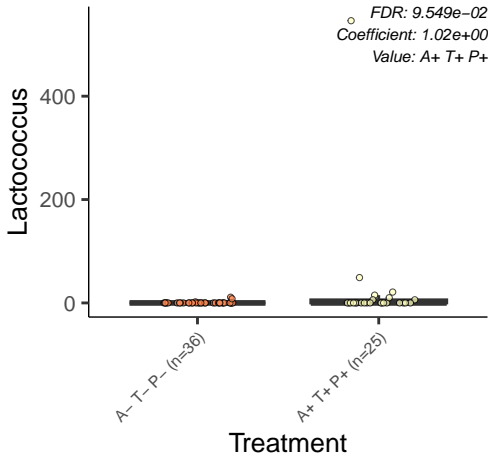 FDR: 9.549e−02
Coefficient: 1.02e+00
Value: A+ T+ P+
Lactococcus
400
200
0
A− T− P− (n=36)
A+ T+ P+ (n=25)
Treatment